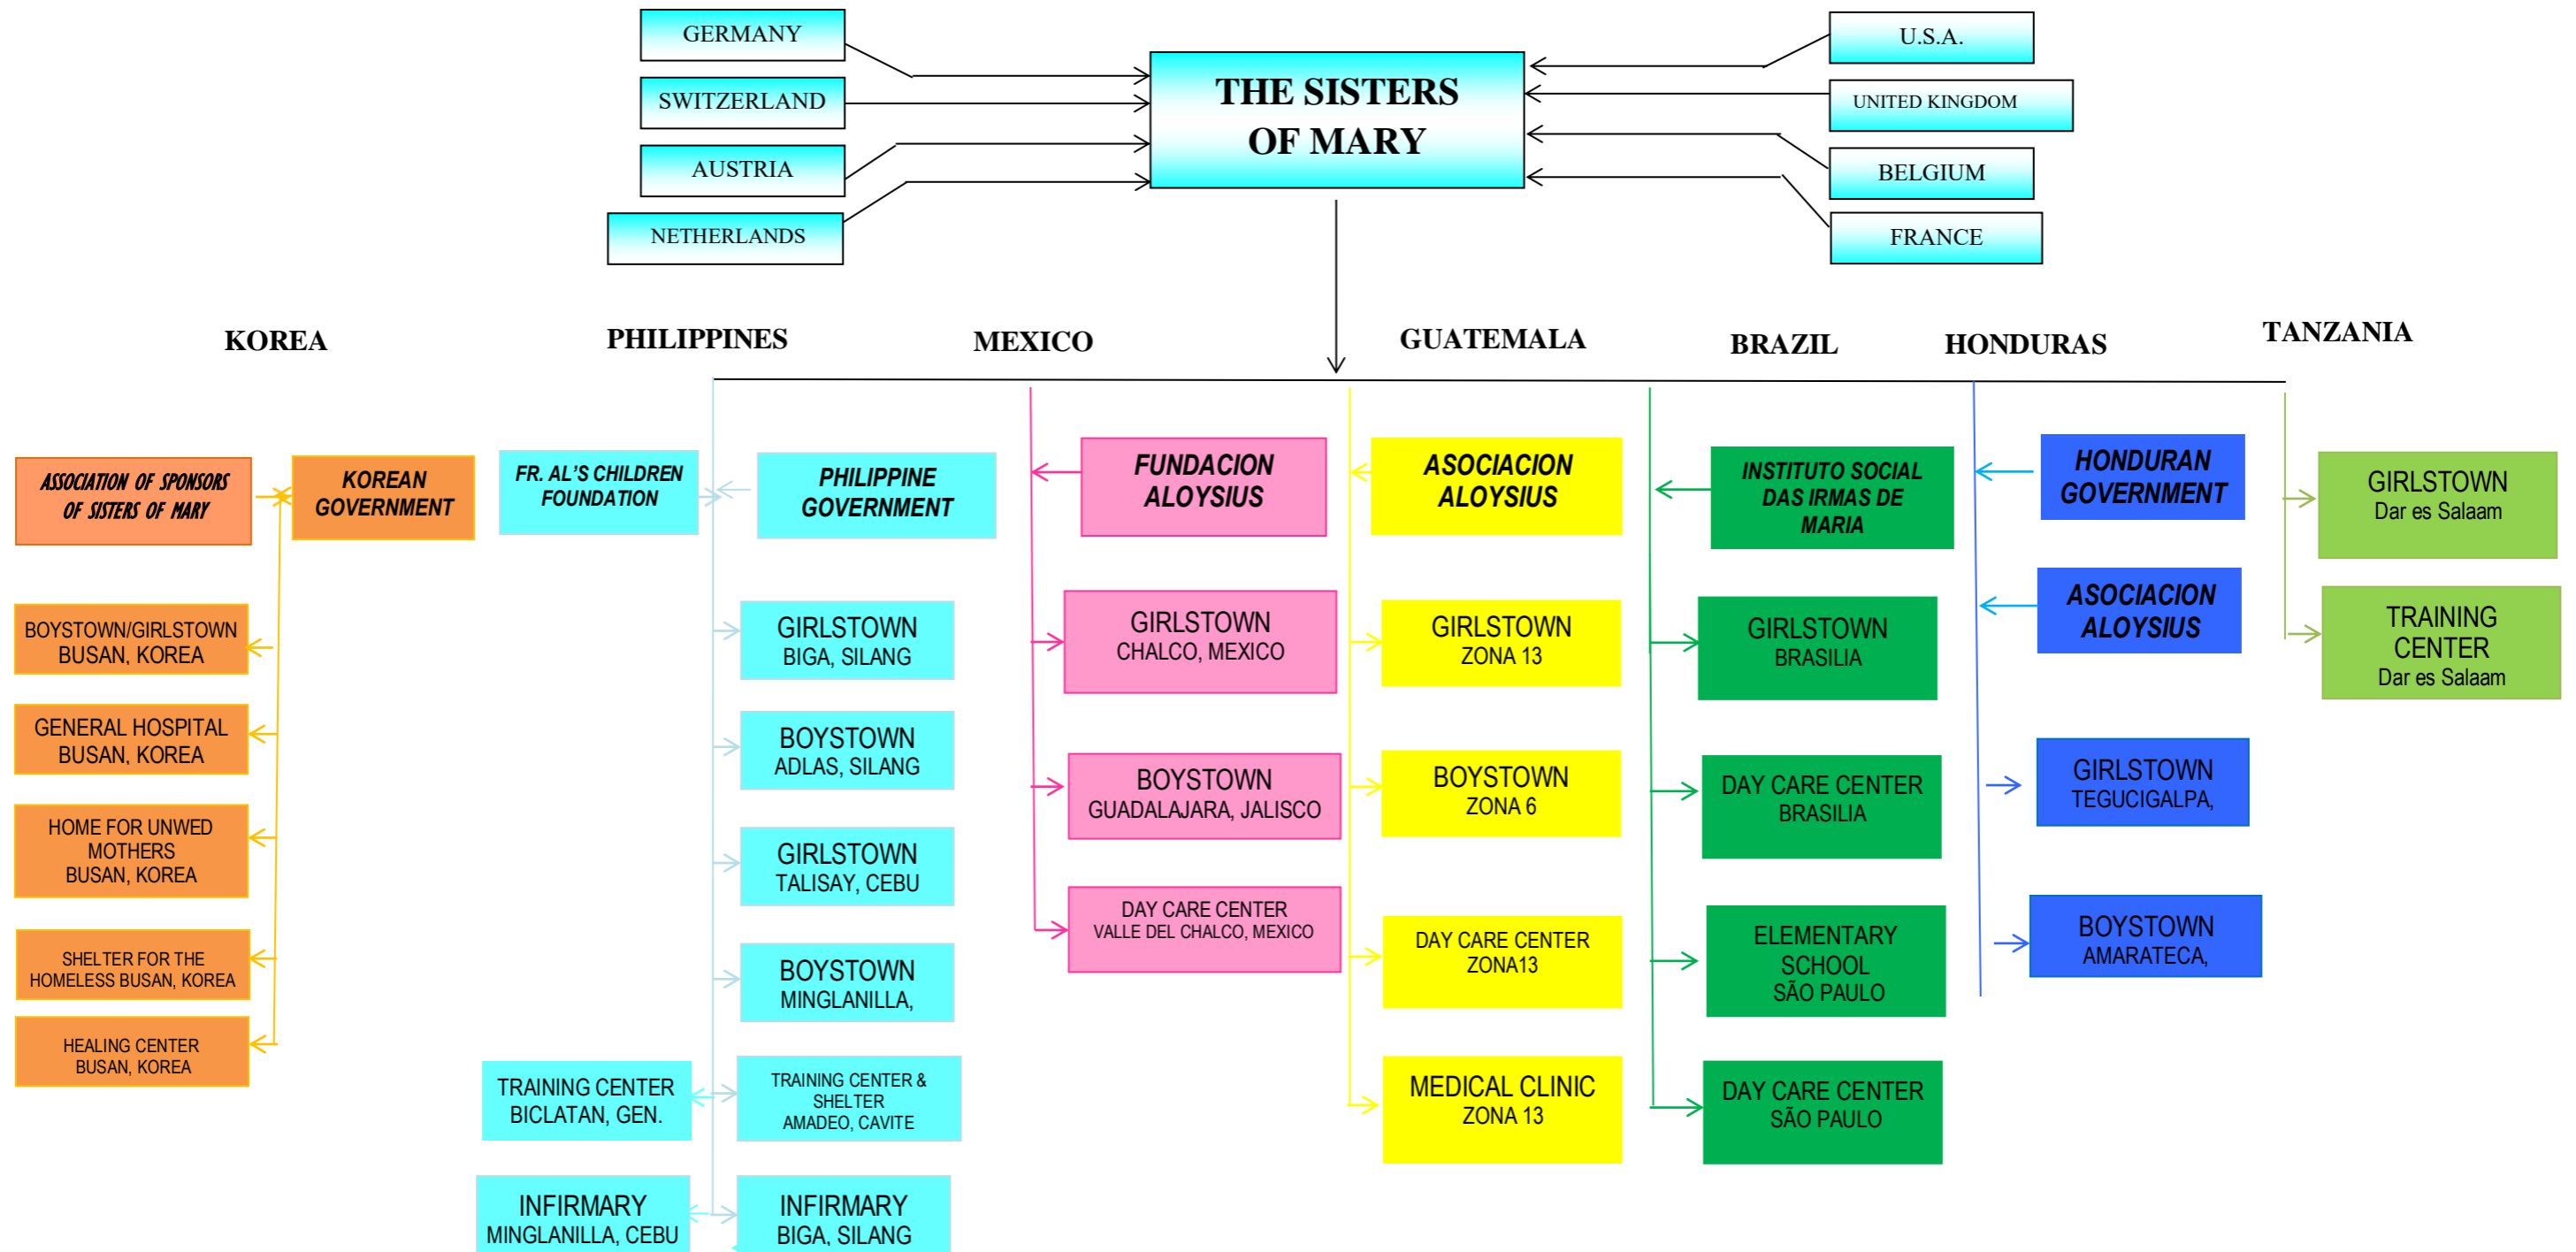 GERMANY
SWITZERLAND
AUSTRIA
NETHERLANDS
THE SISTERS
OF MARY
U.S.A.
UNITED KINGDOM
BELGIUM
FRANCE
KOREA
PHILIPPINES
MEXICO
GUATEMALA
BRAZIL
HONDURAS
TANZANIA
ASSOCIATION OF SPONSORS
OF SISTERS OF MARY
KOREAN
GOVERNMENT
BOYSTOWN/GIRLSTOWN
BUSAN, KOREA
GENERAL HOSPITAL
BUSAN, KOREA
HOME FOR UNWED
MOTHERS
BUSAN, KOREA
SHELTER FOR THE
HOMELESS BUSAN, KOREA
HEALING CENTER
BUSAN, KOREA
FR. AL'S CHILDREN
FOUNDATION
PHILIPPINE
GOVERNMENT
GIRLSTOWN
BIGA, SILANG
BOYSTOWN
ADLAS, SILANG
GIRLSTOWN
TALISAY, CEBU
BOYSTOWN
MINGLANILLA,
TRAINING CENTER
BICLATAN, GEN.
TRAINING CENTER &
SHELTER
AMADEO, CAVITE
INFIRMARY
MINGLANILLA, CEBU
INFIRMARY
BIGA, SILANG
FUNDACION
ALOYSIUS
GIRLSTOWN
CHALCO, MEXICO
BOYSTOWN
GUADALAJARA, JALISCO
DAY CARE CENTER
VALLE DEL CHALCO, MEXICO
ASOCIACION
ALOYSIUS
GIRLSTOWN
ZONA 13
BOYSTOWN
ZONA 6
DAY CARE CENTER
ZONA13
MEDICAL CLINIC
ZONA 13
INSTITUTO SOCIAL
DAS IRMAS DE
MARIA
GIRLSTOWN
BRASILIA
DAY CARE CENTER
BRASILIA
ELEMENTARY
SCHOOL
SÃO PAULO
DAY CARE CENTER
SÃO PAULO
HONDURAN
GOVERNMENT
ASOCIACION
ALOYSIUS
GIRLSTOWN
TEGUCIGALPA,
BOYSTOWN
AMARATECA,
GIRLSTOWN
Dar es Salaam
TRAINING
CENTER
Dar es Salaam